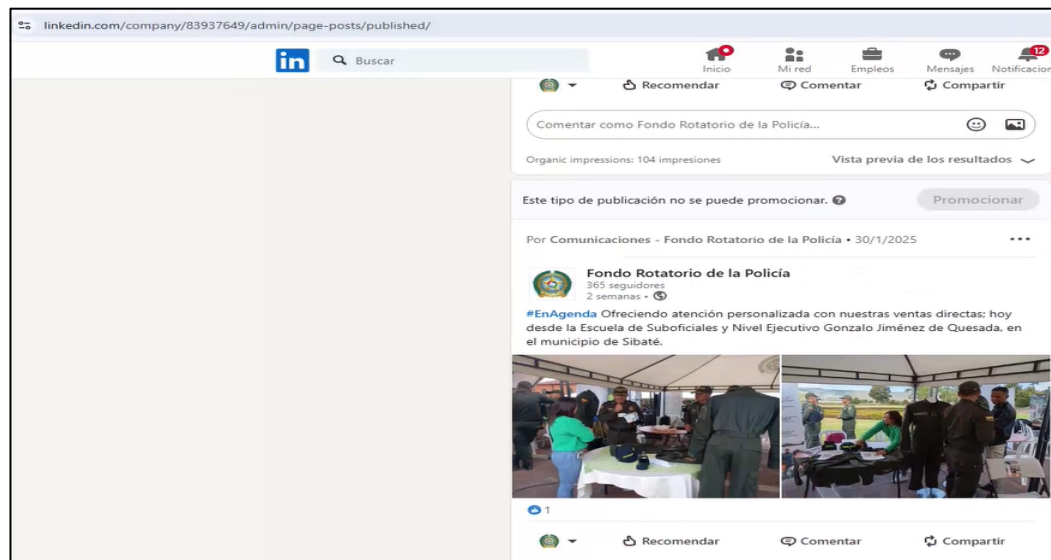 linkedin.com/company/83937649/admin/page-posts/published/
in
Buscar
Inicio
Mi red
Empleos
Mensajes
12
Notificacion
Recomendar
Comentar
Compartir
Comentar como Fondo Rotatorio de la Policía...
Organic impressions: 104 impresiones
Vista previa de los resultados
Este tipo de publicación no se puede promocionar.
Promocionar
Por Comunicaciones - Fondo Rotatorio de la Policía • 30/1/2025
Fondo Rotatorio de la Policía
365 seguidores
2 semanas •
#EnAgenda Ofreciendo atención personalizada con nuestras ventas directas; hoy
desde la Escuela de Suboficiales y Nivel Ejecutivo Gonzalo Jiménez de Quesada, en
el municipio de Sibaté.
1
Recomendar
Comentar
Compartir